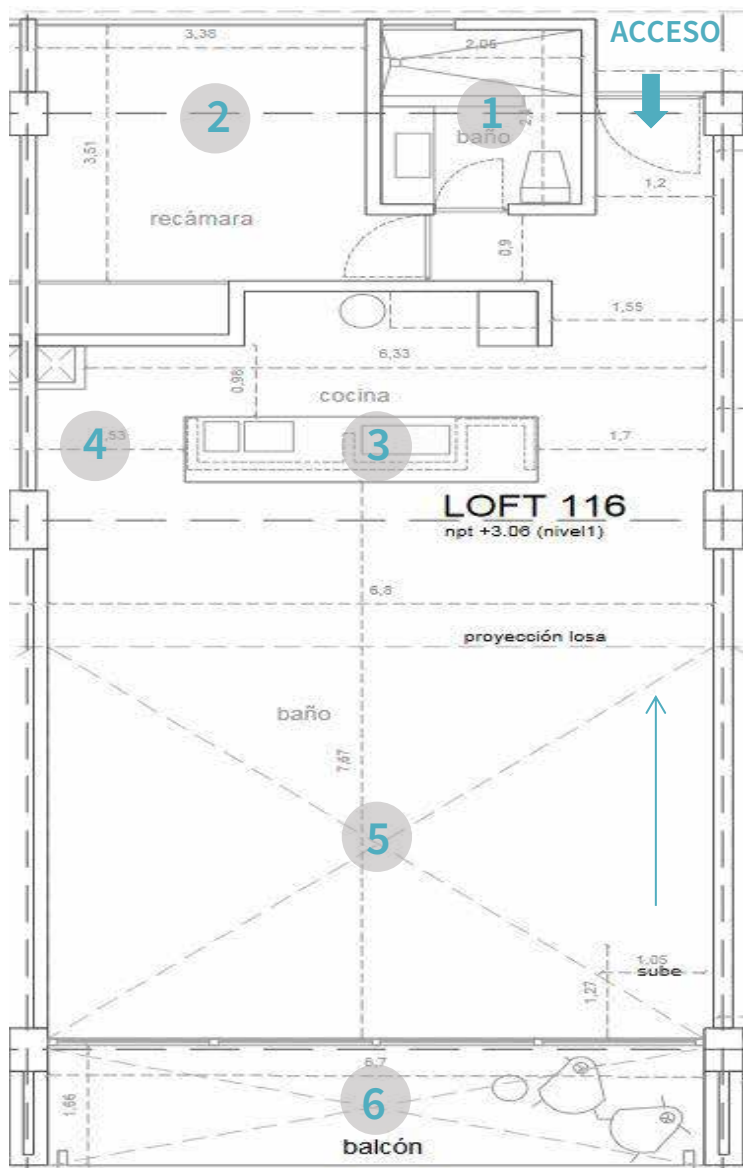 ACCESO
3,38
2,05
2
1
baño
3,51
1,2
recámara
0,9
1,55
6,33
0,98
cocina
4
,53
3
1,7
LOFT 116
npt +3.06 (nivel1)
6,8
proyección losa
baño
7,67
5
1,05
sube
1,27
6,7
1,66
6
balcón